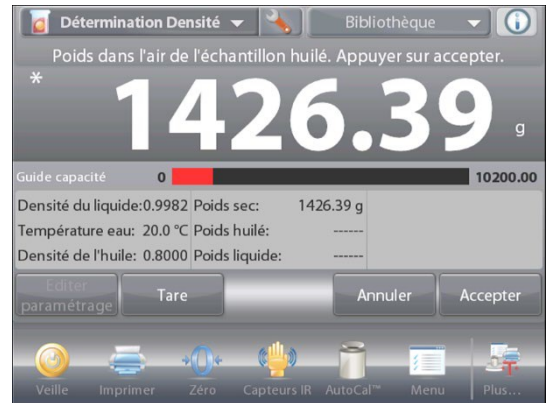 Détermination Densité
Bibliothèque
Poids dans l'air de l'échantillon huilé. Appuyer sur accepter.
* 1426.39 g
Guide capacité 0 10200.00
Densité du liquide:0.9982 Poids sec: 1426.39 g
Température eau: 20.0 °C Poids huilé: ------
Densité de l'huile: 0.8000 Poids liquide: ------
Editer paramétrage
Tare
Annuler
Accepter
Veille Imprimer Zéro Capteurs IR AutoCal™ Menu Plus...